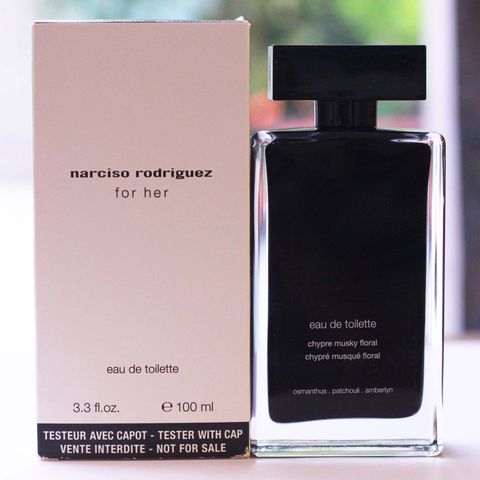 narciso rodriguez
for her
eau de toilette
3.3 fl.oz. ℮ 100 ml
TESTEUR AVEC CAPOT - TESTER WITH CAP
VENTE INTERDITE - NOT FOR SALE
eau de toilette
chypre musky floral
chypré musqué floral
osmanthus . patchouli . amberlyn